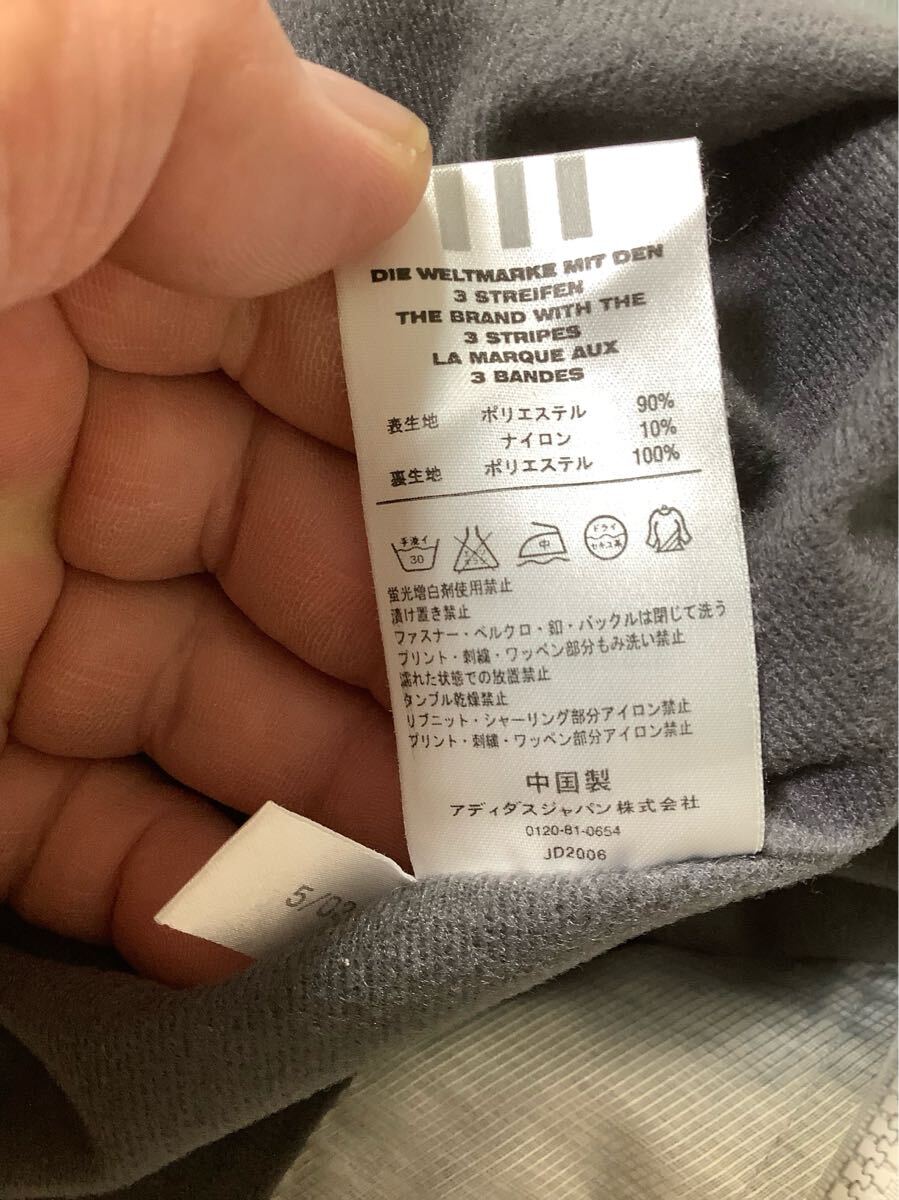 DIE WELTMARKE MIT DEN
3 STREIFEN
THE BRAND WITH THE
3 STRIPES
LA MARQUE AUX
3 BANDES
表生地 ポリエステル 90%
ナイロン 10%
裏生地 ポリエステル 100%
手洗イ
30
中
ドライ
セキユ系
蛍光増白剤使用禁止
漬け置き禁止
ファスナー・ベルクロ・釦・バックルは閉じて洗う
プリント・刺繍・ワッペン部分もみ洗い禁止
濡れた状態での放置禁止
タンブル乾燥禁止
リブニット・シャーリング部分アイロン禁止
プリント・刺繍・ワッペン部分アイロン禁止
中国製
アディダスジャパン株式会社
0120-81-0654
JD2006